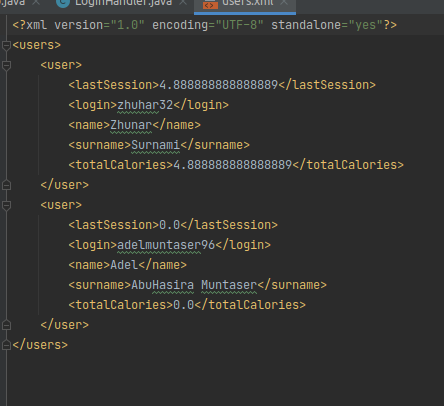 .java LoginHandler.java users.xml
<?xml version="1.0" encoding="UTF-8" standalone="yes"?>
<users>
<user>
<lastSession>4.888888888888889</lastSession>
<login>zhuhar32</login>
<name>Zhunar</name>
<surname>Surnami</surname>
<totalCalories>4.888888888888889</totalCalories>
</user>
<user>
<lastSession>0.0</lastSession>
<login>adelmuntaser96</login>
<name>Adel</name>
<surname>AbuHasira Muntaser</surname>
<totalCalories>0.0</totalCalories>
</user>
</users>